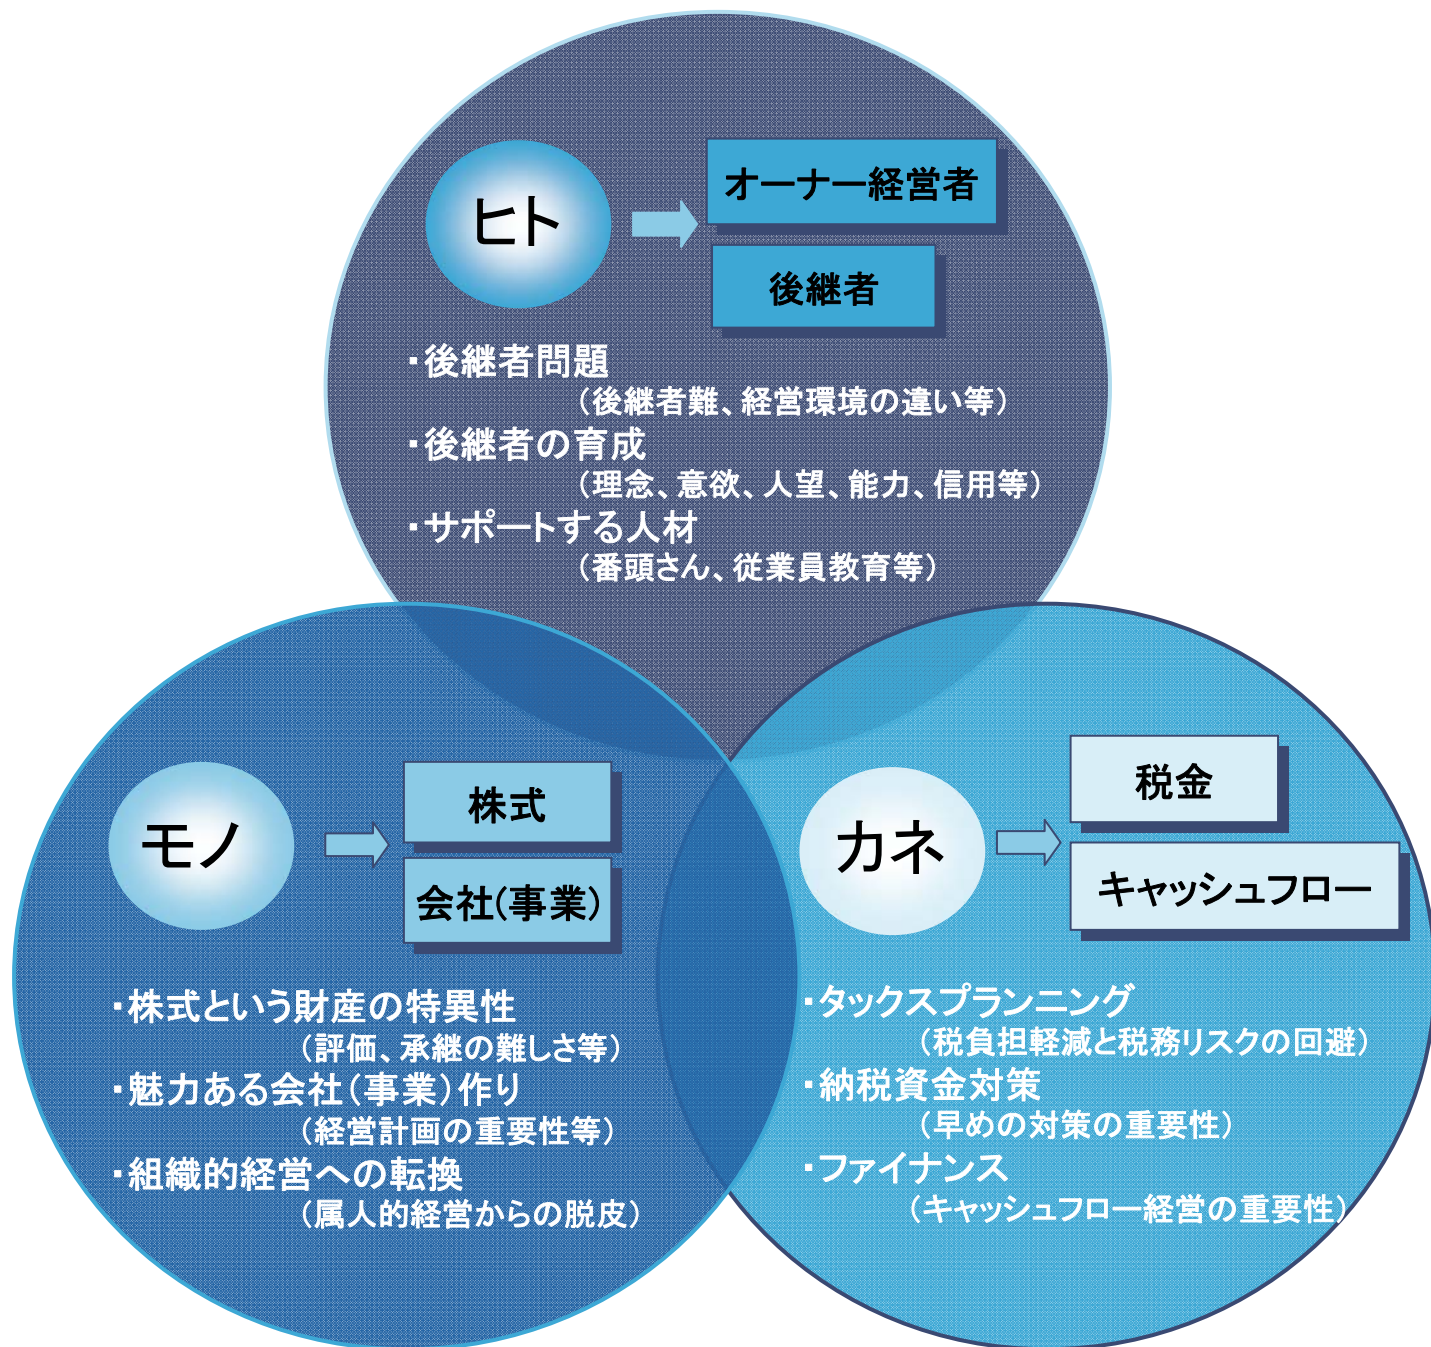 ヒト
オーナー経営者
後継者
・後継者問題
（後継者難、経営環境の違い等）
・後継者の育成
（理念、意欲、人望、能力、信用等）
・サポートする人材
（番頭さん、従業員教育等）
モノ
株式
会社(事業)
・株式という財産の特異性
（評価、承継の難しさ等）
・魅力ある会社（事業）作り
（経営計画の重要性等）
・組織的経営への転換
（属人的経営からの脱皮）
カネ
税金
キャッシュフロー
・タックスプランニング
（税負担軽減と税務リスクの回避）
・納税資金対策
（早めの対策の重要性）
・ファイナンス
（キャッシュフロー経営の重要性）